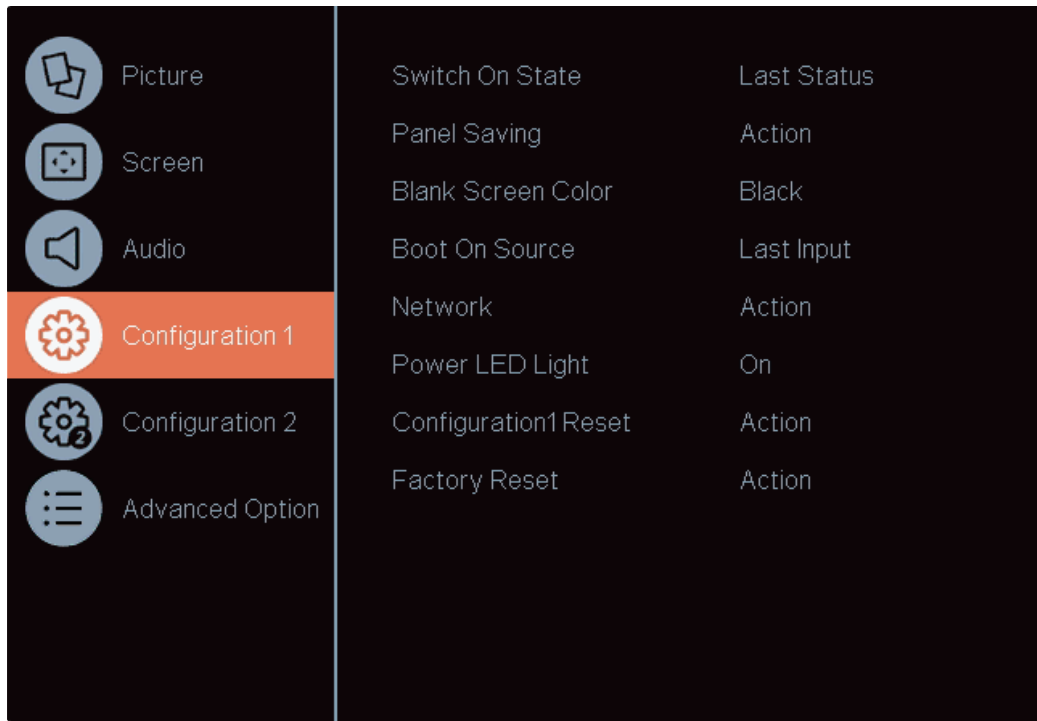 Picture
Screen
Audio
Configuration 1
Configuration 2
2
Advanced Option
Switch On State Last Status
Panel Saving Action
Blank Screen Color Black
Boot On Source Last Input
Network Action
Power LED Light On
Configuration1 Reset Action
Factory Reset Action